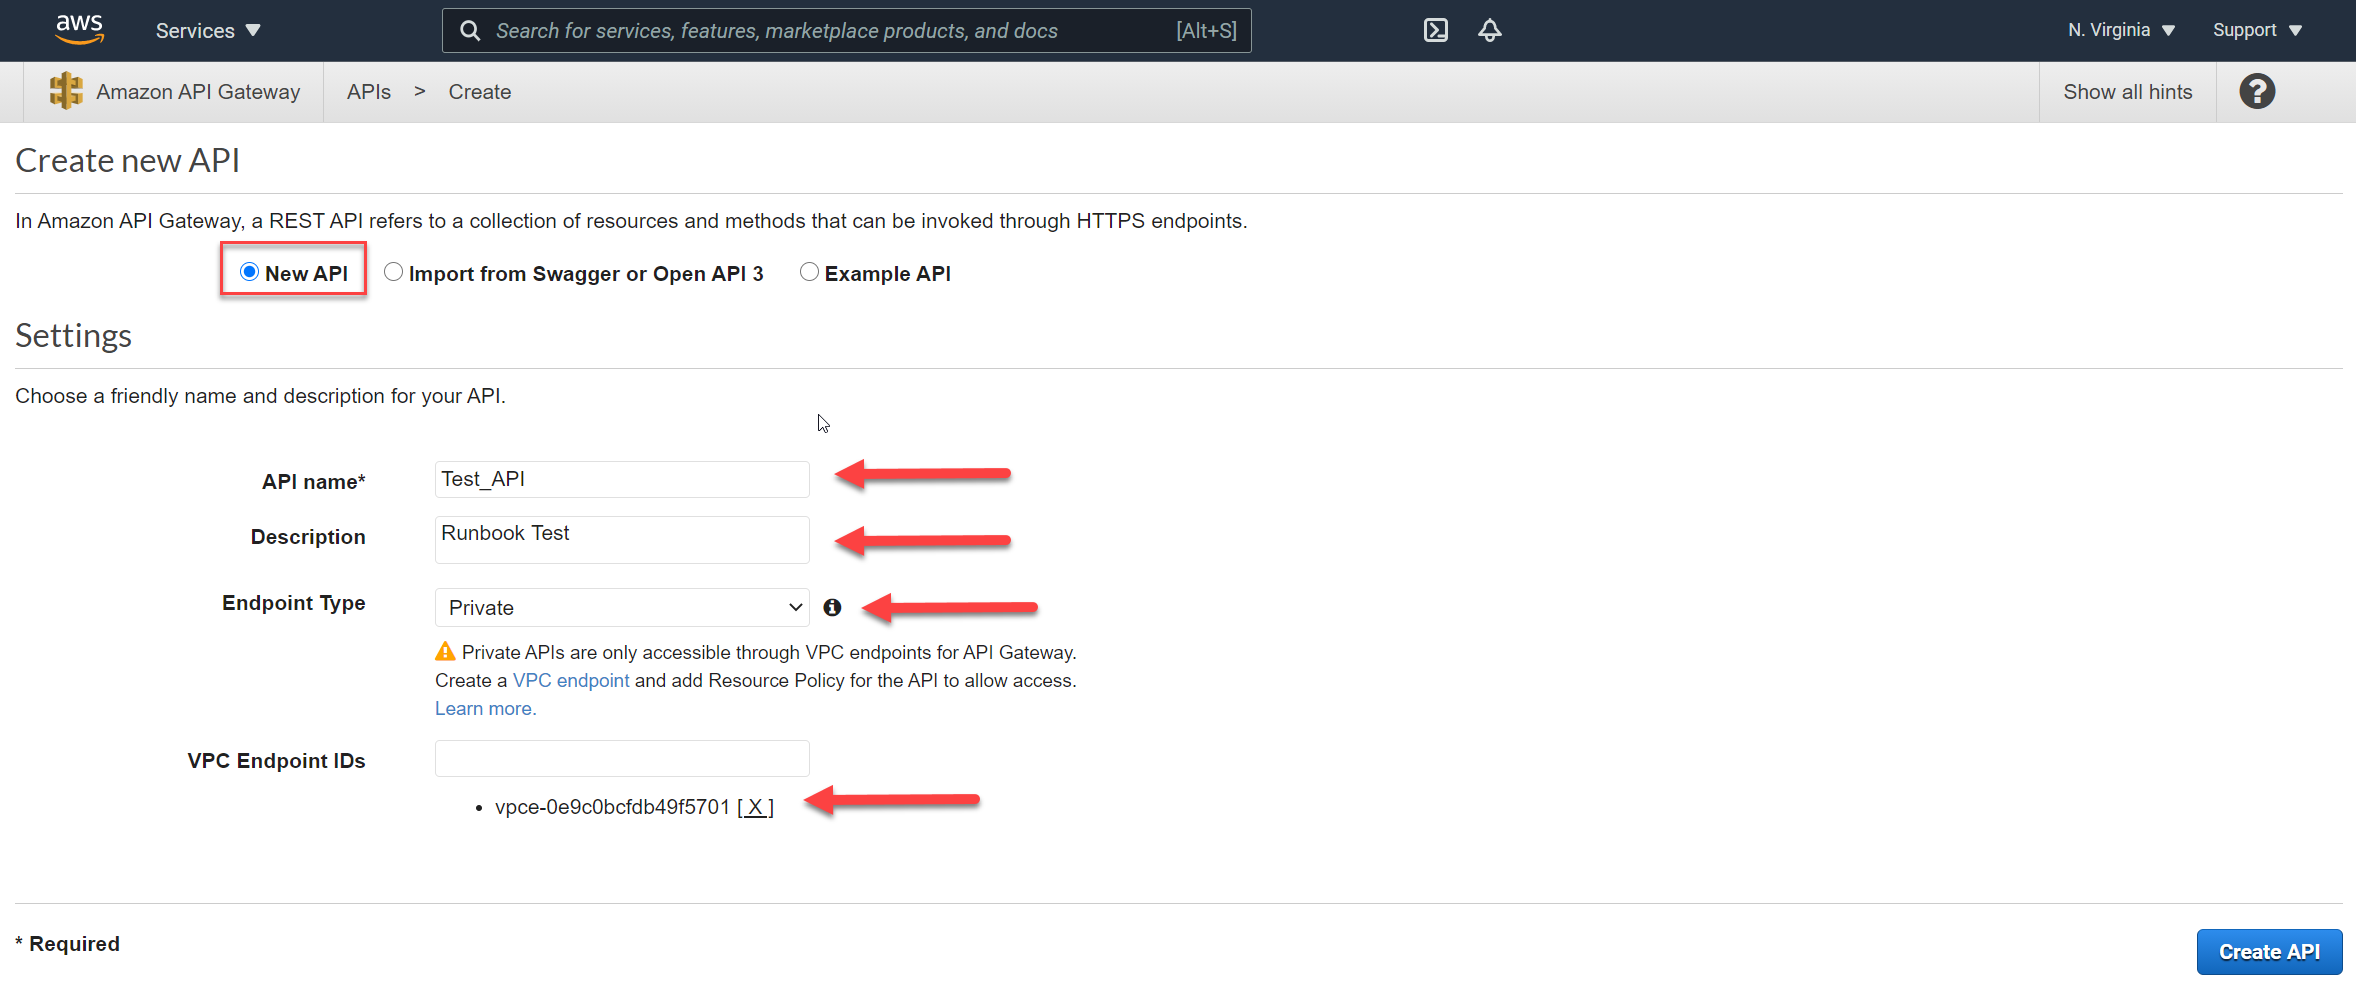 aws Services Search for services, features, marketplace products, and docs [Alt+S] N. Virginia Support
Amazon API Gateway APIs > Create Show all hints ?
Create new API
In Amazon API Gateway, a REST API refers to a collection of resources and methods that can be invoked through HTTPS endpoints.
New API Import from Swagger or Open API 3 Example API
Settings
Choose a friendly name and description for your API.
API name* Test_API
Description Runbook Test
Endpoint Type Private
Private APIs are only accessible through VPC endpoints for API Gateway.
Create a VPC endpoint and add Resource Policy for the API to allow access.
Learn more.
VPC Endpoint IDs
• vpce-0e9c0bcfdb49f5701 [ X ]
* Required
Create API